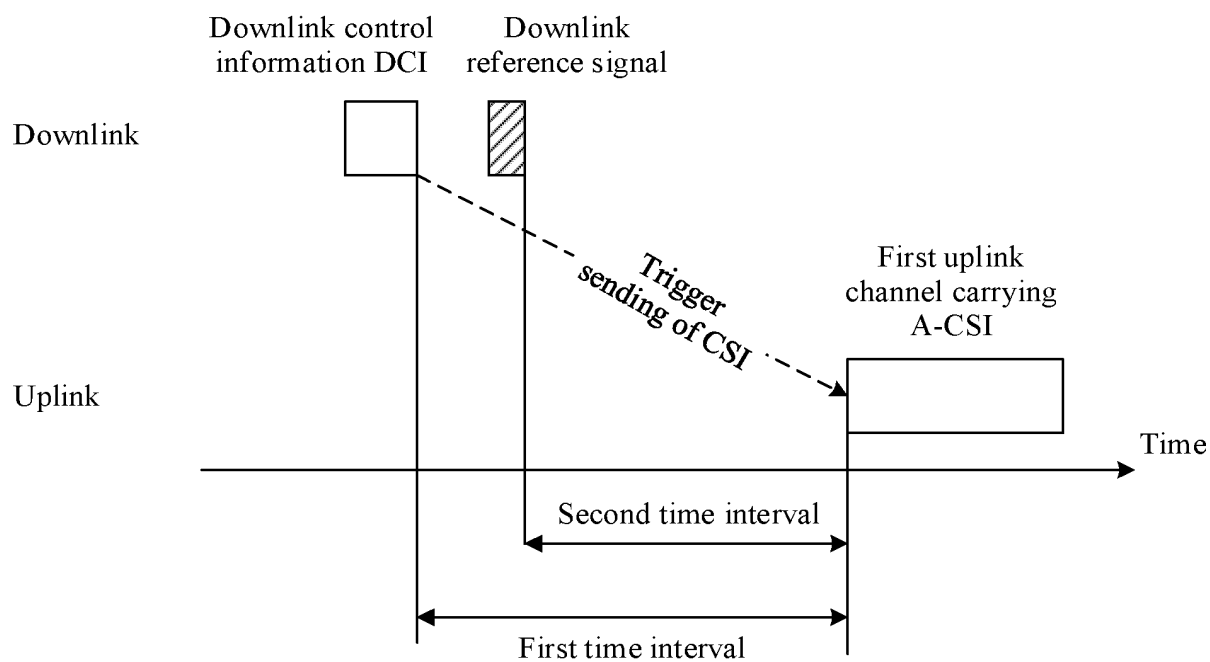 Downlink control
information DCI
Downlink
reference signal
Downlink
Trigger
sending of CSI
First uplink
channel carrying
A-CSI
Uplink
Time
Second time interval
First time interval